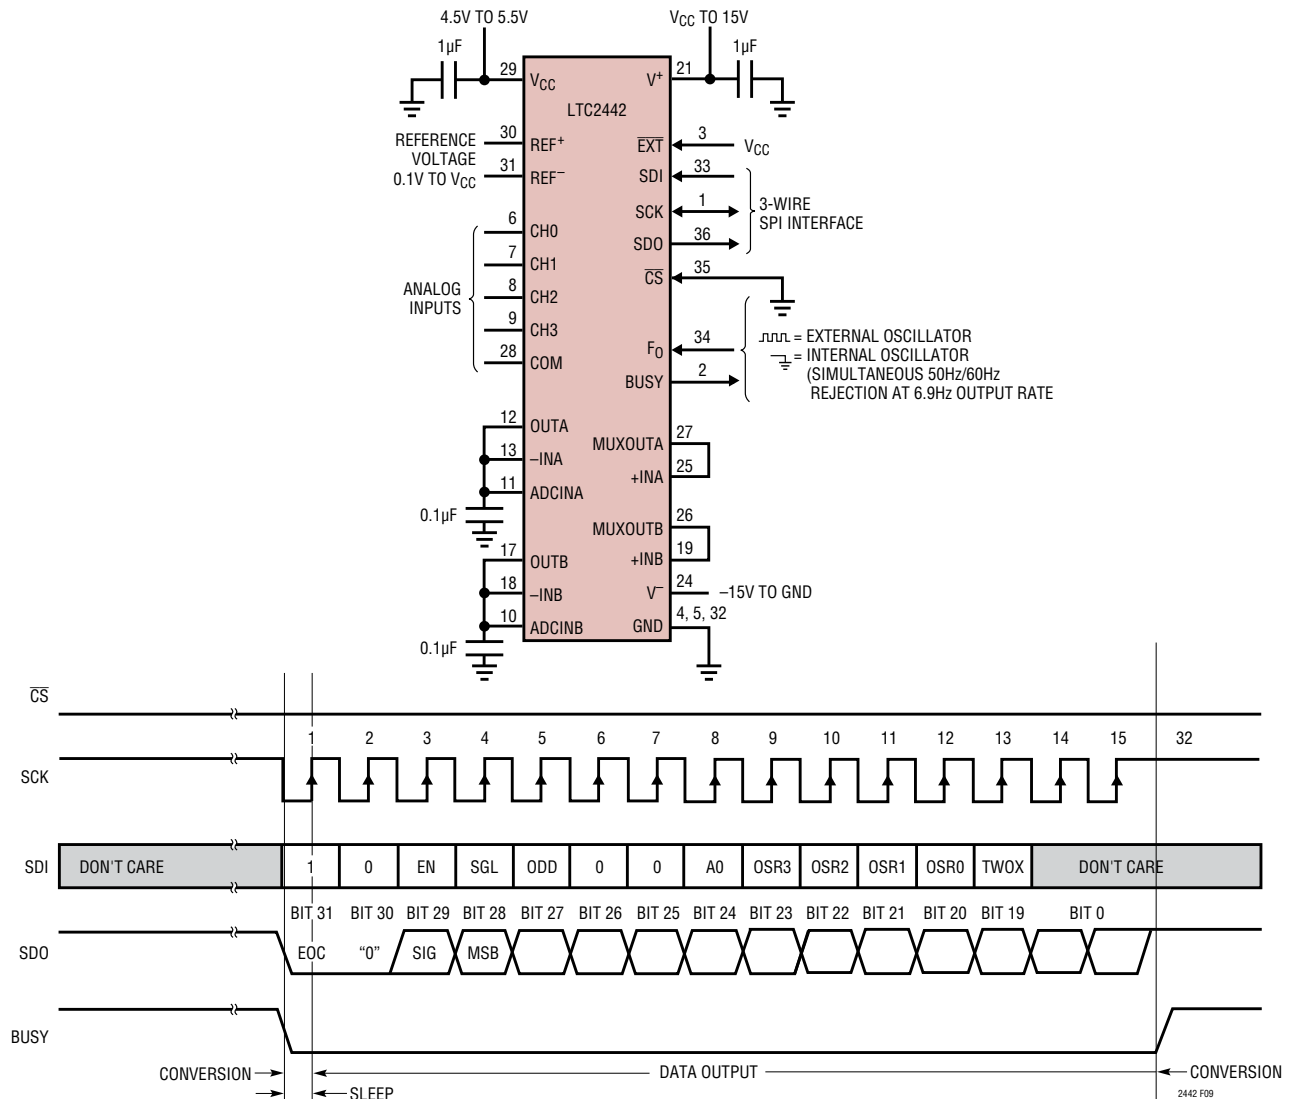 4.5V TO 5.5V
VCC TO 15V
1µF
1µF
29
VCC
V+
21
LTC2442
REFERENCE
VOLTAGE
0.1V TO VCC
30
REF+
31
REF–
EXT
3
VCC
SDI
33
SCK
1
SDO
36
3-WIRE
SPI INTERFACE
CS
35
ANALOG
INPUTS
6
CH0
7
CH1
8
CH2
9
CH3
28
COM
FO
34
BUSY
2
= EXTERNAL OSCILLATOR
= INTERNAL OSCILLATOR
(SIMULTANEOUS 50Hz/60Hz
REJECTION AT 6.9Hz OUTPUT RATE
12
OUTA
13
–INA
11
ADCINA
0.1µF
MUXOUTA
27
+INA
25
17
OUTB
18
–INB
10
ADCINB
0.1µF
MUXOUTB
26
+INB
19
V–
24
–15V TO GND
GND
4, 5, 32
CS
1 2 3 4 5 6 7 8 9 10 11 12 13 14 15 32
SCK
SDI DON'T CARE 1 0 EN SGL ODD 0 0 A0 OSR3 OSR2 OSR1 OSR0 TWOX DON'T CARE
BIT 31 BIT 30 BIT 29 BIT 28 BIT 27 BIT 26 BIT 25 BIT 24 BIT 23 BIT 22 BIT 21 BIT 20 BIT 19 BIT 0
SDO EOC “0” SIG MSB
BUSY
CONVERSION DATA OUTPUT CONVERSION
SLEEP
2442 F09